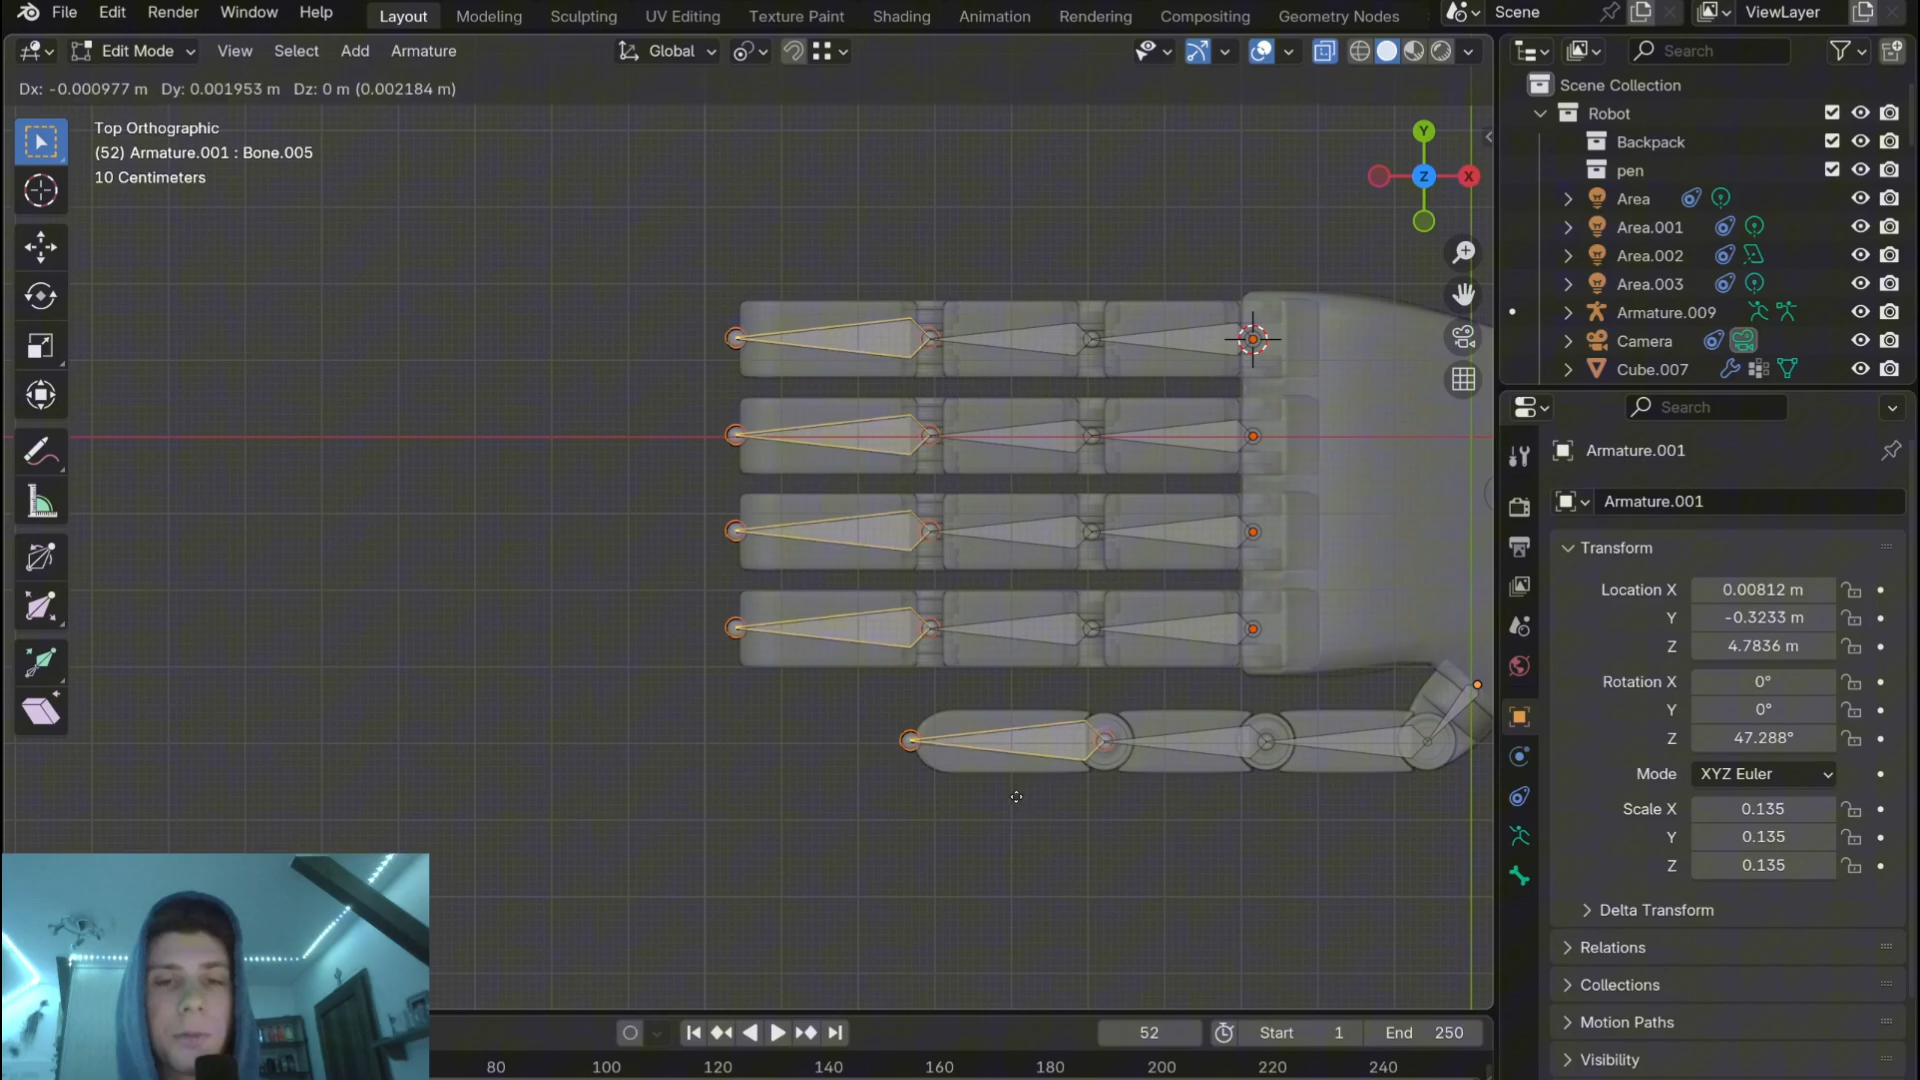 File Edit Render Window Help Layout Modeling Sculpting UV Editing Texture Paint Shading Animation Rendering Compositing Geometry Nodes Scene ViewLayer
Edit Mode View Select Add Armature Global Search
Dx: -0.000977 m Dy: 0.001953 m Dz: 0 m (0.002184 m)
Top Orthographic
(52) Armature.001 : Bone.005
10 Centimeters
Y
Z X
Scene Collection
Robot
Backpack
pen
Area
Area.001
Area.002
Area.003
Armature.009
Camera
Cube.007
Search
Armature.001
Armature.001
Transform
Location X 0.00812 m
Y -0.3233 m
Z 4.7836 m
Rotation X 0°
Y 0°
Z 47.288°
Mode XYZ Euler
Scale X 0.135
Y 0.135
Z 0.135
Delta Transform
Relations
Collections
Motion Paths
Visibility
52 Start 1 End 250
80 100 120 140 160 180 200 220 240